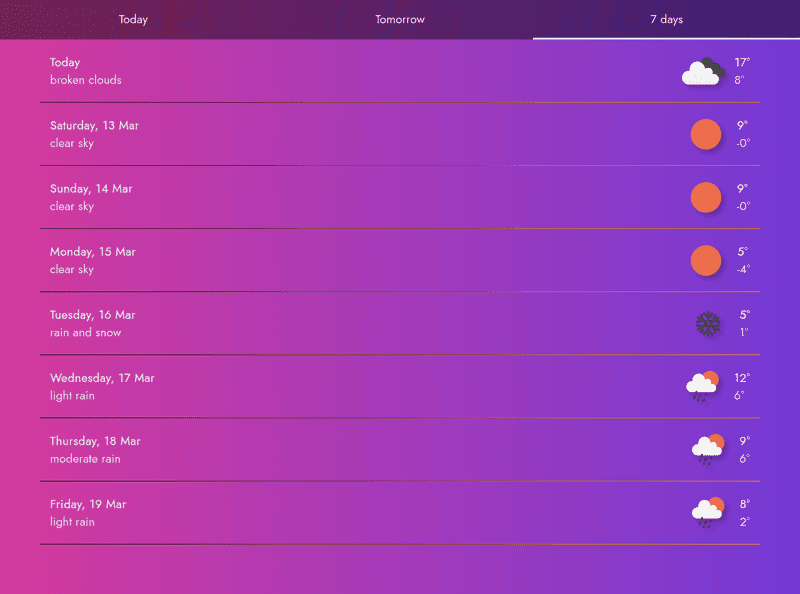 Today Tomorrow 7 days
Today 17°
broken clouds 8°
Saturday, 13 Mar 9°
clear sky -0°
Sunday, 14 Mar 9°
clear sky -0°
Monday, 15 Mar 5°
clear sky -4°
Tuesday, 16 Mar 5°
rain and snow 1°
Wednesday, 17 Mar 12°
light rain 6°
Thursday, 18 Mar 9°
moderate rain 6°
Friday, 19 Mar 8°
light rain 2°